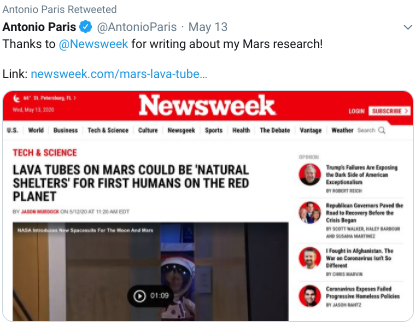 Antonio Paris Retweeted
Antonio Paris @AntonioParis · May 13
Thanks to @Newsweek for writing about my Mars research!
Link: newsweek.com/mars-lava-tube…
84° St. Petersburg, FL
Wed, May 13, 2020
Newsweek
LOGIN SUBSCRIBE >
U.S. World Business Tech & Science Culture Newsgeek Sports Health The Debate Vantage Weather Search
TECH & SCIENCE
LAVA TUBES ON MARS COULD BE 'NATURAL
SHELTERS' FOR FIRST HUMANS ON THE RED
PLANET
BY JASON MURDOCK ON 5/12/20 AT 11:20 AM EDT
NASA Introduces New Spacesuits For The Moon And Mars
01:09
OPINION
Trump's Failures Are Exposing
the Dark Side of American
Exceptionalism
BY ROBERT REICH
Republican Governors Paved the
Road to Recovery Before the
Crisis Began
BY SCOTT WALKER, HALEY BARBOUR
AND SUSANA MARTINEZ
I Fought in Afghanistan. The
War on Coronavirus Isn't So
Different
BY CHRIS MARVIN
Coronavirus Exposes Failed
Progressive Homeless Policies
BY JASON RANTZ